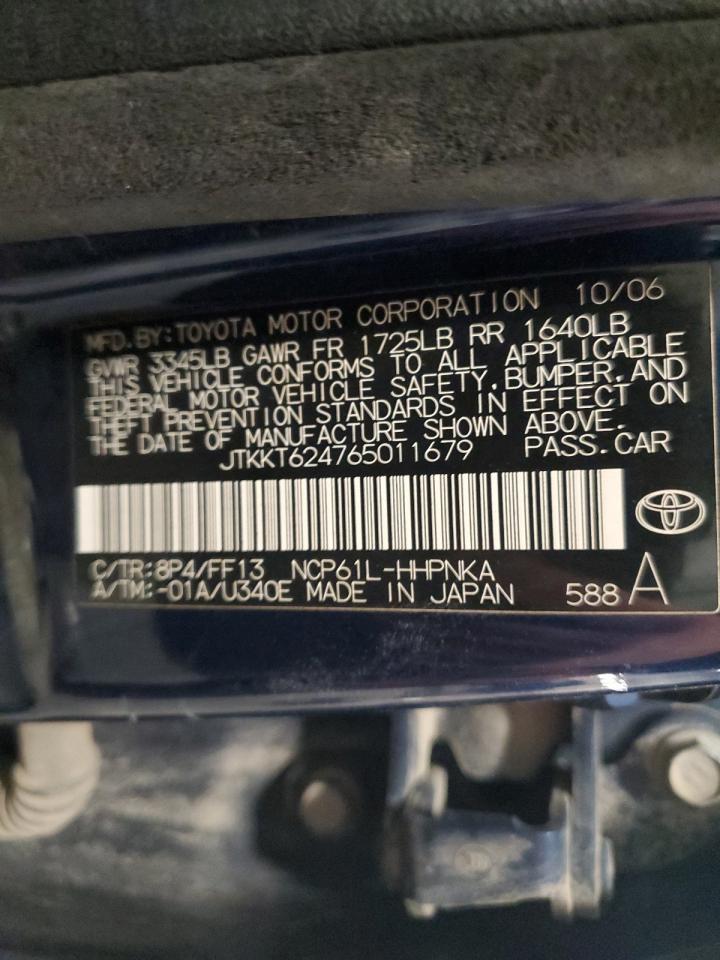 MFD.BY:TOYOTA MOTOR CORPORATION 10/06
GVWR 3345LB GAWR FR 1725LB RR 1640LB
THIS VEHICLE CONFORMS TO ALL APPLICABLE
FEDERAL MOTOR VEHICLE SAFETY,BUMPER,AND
THEFT PREVENTION STANDARDS IN EFFECT ON
THE DATE OF MANUFACTURE SHOWN ABOVE.
JTKKT624765011679 PASS.CAR
C/TR:8P4/FF13 NCP61L-HHPNKA
A/TM:-01A/U340E MADE IN JAPAN 588 A